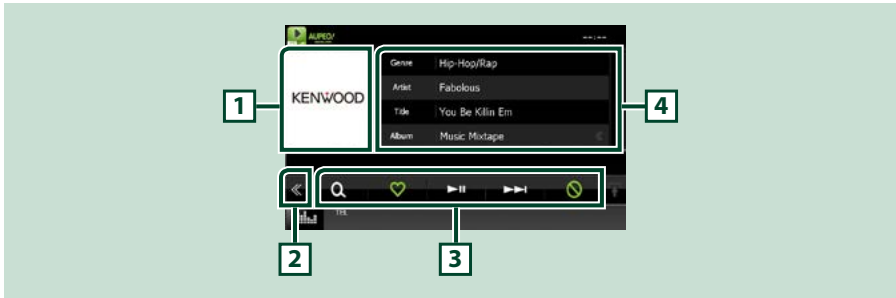 AUPEO!
--:--
Genre Hip-Hop/Rap
Artist Fabolous
Title You Be Killin Em
Album Music Mixtape
KENWOOD
1
4
TEL
2
3